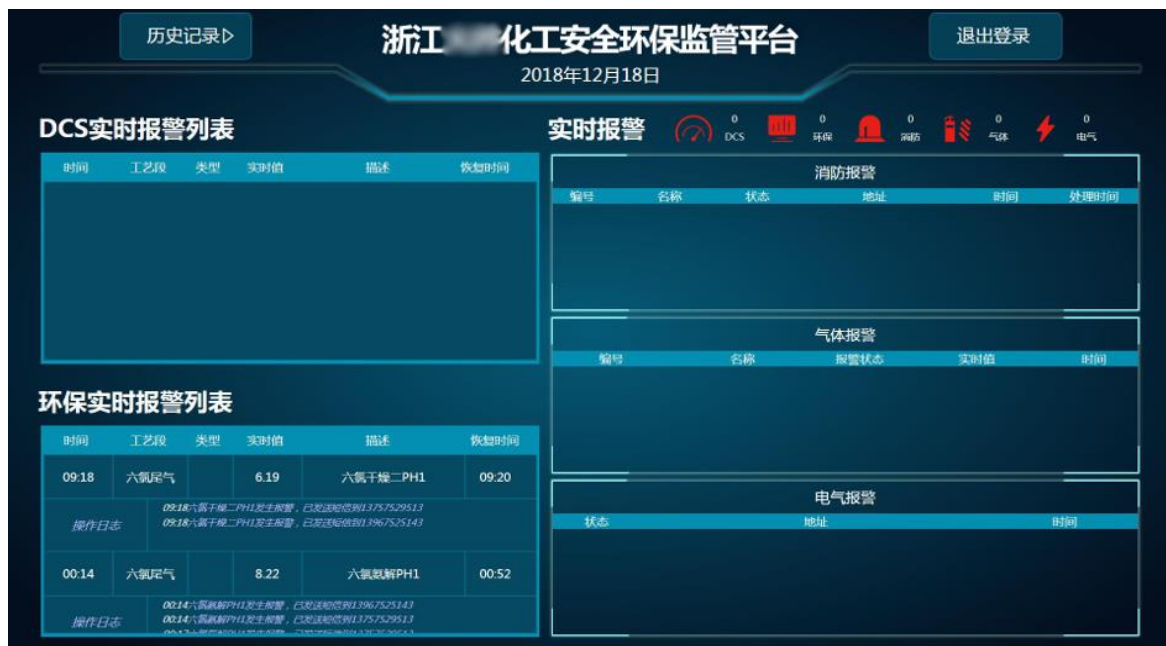 历史记录▷
浙江 化工安全环保监管平台
退出登录
2018年12月18日
DCS实时报警列表
时间 工艺段 类型 实时值 描述 恢复时间
环保实时报警列表
时间 工艺段 类型 实时值 描述 恢复时间
09:18 六氯尾气 6.19 六氯干燥二PH1 09:20
操作日志
09:18六氯干燥二PH1发生报警，已发送短信到13757529513
09:18六氯干燥二PH1发生报警，已发送短信到13967525143
00:14 六氯尾气 8.22 六氯氨解PH1 00:52
操作日志
00:14六氯氨解PH1发生报警，已发送短信到13967525143
00:14六氯氨解PH1发生报警，已发送短信到13757529513
实时报警
0 DCS
0 环保
0 消防
0 气体
0 电气
消防报警
编号 名称 状态 地址 时间 处理时间
气体报警
编号 名称 报警状态 实时值 时间
电气报警
状态 地址 时间